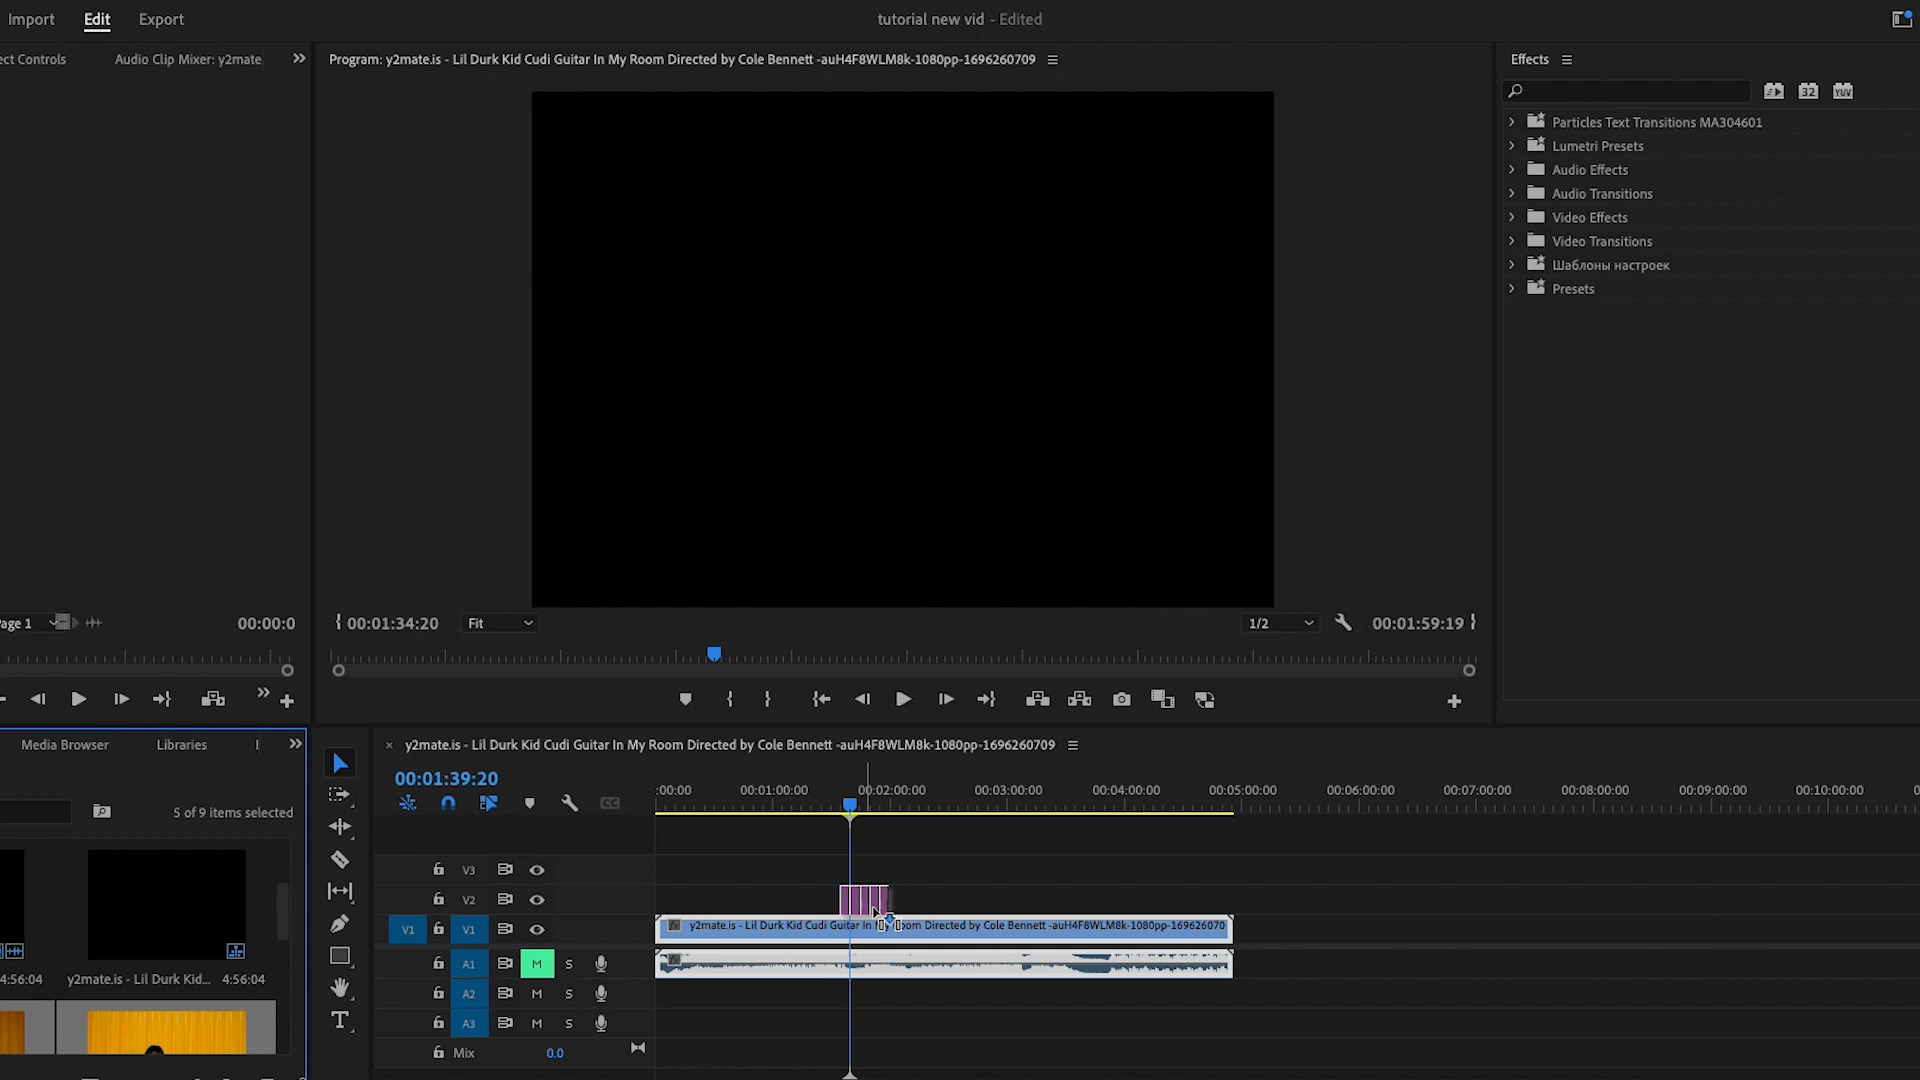 Import Edit Export
tutorial new vid - Edited
ect Controls
Audio Clip Mixer: y2mate
Program: y2mate.is - Lil Durk Kid Cudi Guitar In My Room Directed by Cole Bennett -auH4F8WLM8k-1080pp-1696260709
Effects
32
YUV
Particles Text Transitions MA304601
Lumetri Presets
Audio Effects
Audio Transitions
Video Effects
Video Transitions
Шаблоны настроек
Presets
age 1
00:00:0
00:01:34:20
Fit
1/2
00:01:59:19
Media Browser
Libraries
y2mate.is - Lil Durk Kid Cudi Guitar In My Room Directed by Cole Bennett -auH4F8WLM8k-1080pp-1696260709
00:01:39:20
:00:00 00:01:00:00 00:02:00:00 00:03:00:00 00:04:00:00 00:05:00:00 00:06:00:00 00:07:00:00 00:08:00:00 00:09:00:00 00:10:00:00
CC
5 of 9 items selected
V3
V2
V1 V1
y2mate.is - Lil Durk Kid Cudi Guitar In My Room Directed by Cole Bennett -auH4F8WLM8k-1080pp-169626070
fx
A1 M S
4:56:04
y2mate.is - Lil Durk Kid... 4:56:04
A2 M S
A3 M S
Mix 0.0